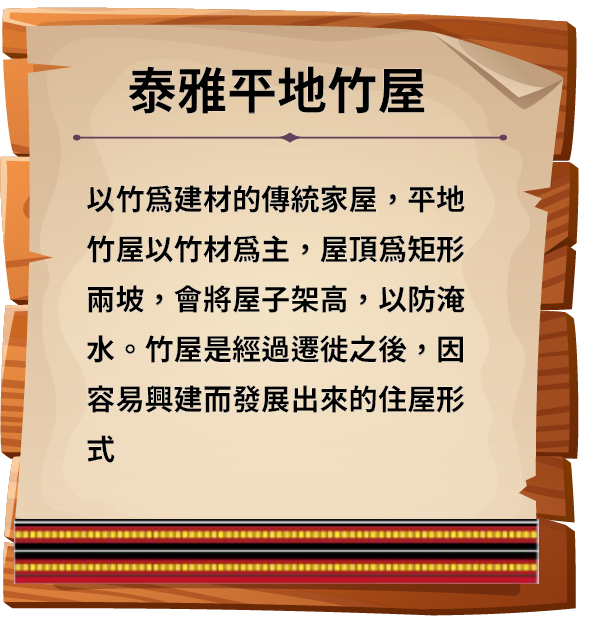 泰雅平地竹屋
以竹爲建材的傳統家屋，平地
竹屋以竹材爲主，屋頂爲矩形
兩坡，會將屋子架高，以防淹
水。竹屋是經過遷徙之後，因
容易興建而發展出來的住屋形
式